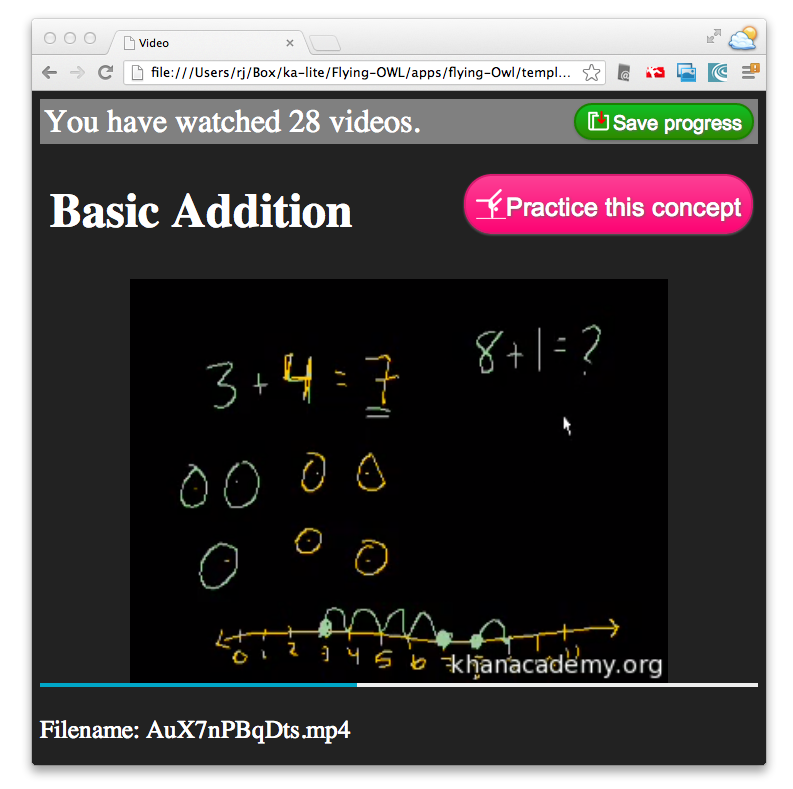 Video
file:///Users/rj/Box/ka-lite/Flying-OWL/apps/flying-Owl/templ...
You have watched 28 videos.
Save progress
Basic Addition
Practice this concept
8+1=?
3+4=7
0 1 2 3 4 5 6 7
khanacademy.org
Filename: AuX7nPBqDts.mp4